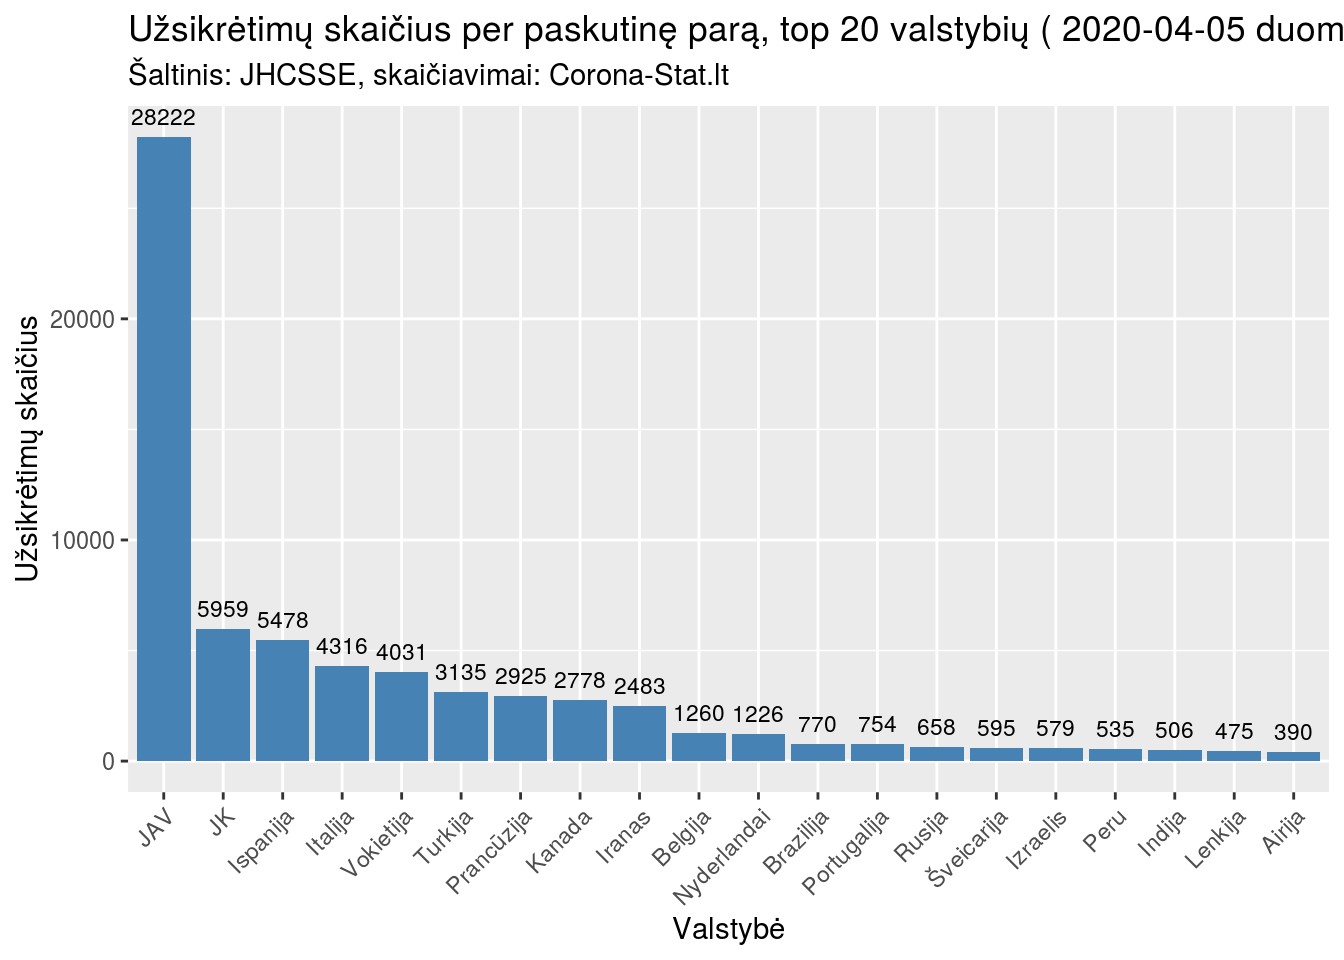 Užsikrėtimų skaičius per paskutinę parą, top 20 valstybių ( 2020-04-05 duom
Šaltinis: JHCSSE, skaičiavimai: Corona-Stat.lt
Užsikrėtimų skaičius
20000
10000
0
28222
5959
5478
4316
4031
3135
2925
2778
2483
1260
1226
770
754
658
595
579
535
506
475
390
JAV
JK
Ispanija
Italija
Vokietija
Turkija
Prancūzija
Kanada
Iranas
Belgija
Nyderlandai
Brazilija
Portugalija
Rusija
Šveicarija
Izraelis
Peru
Indija
Lenkija
Airija
Valstybė